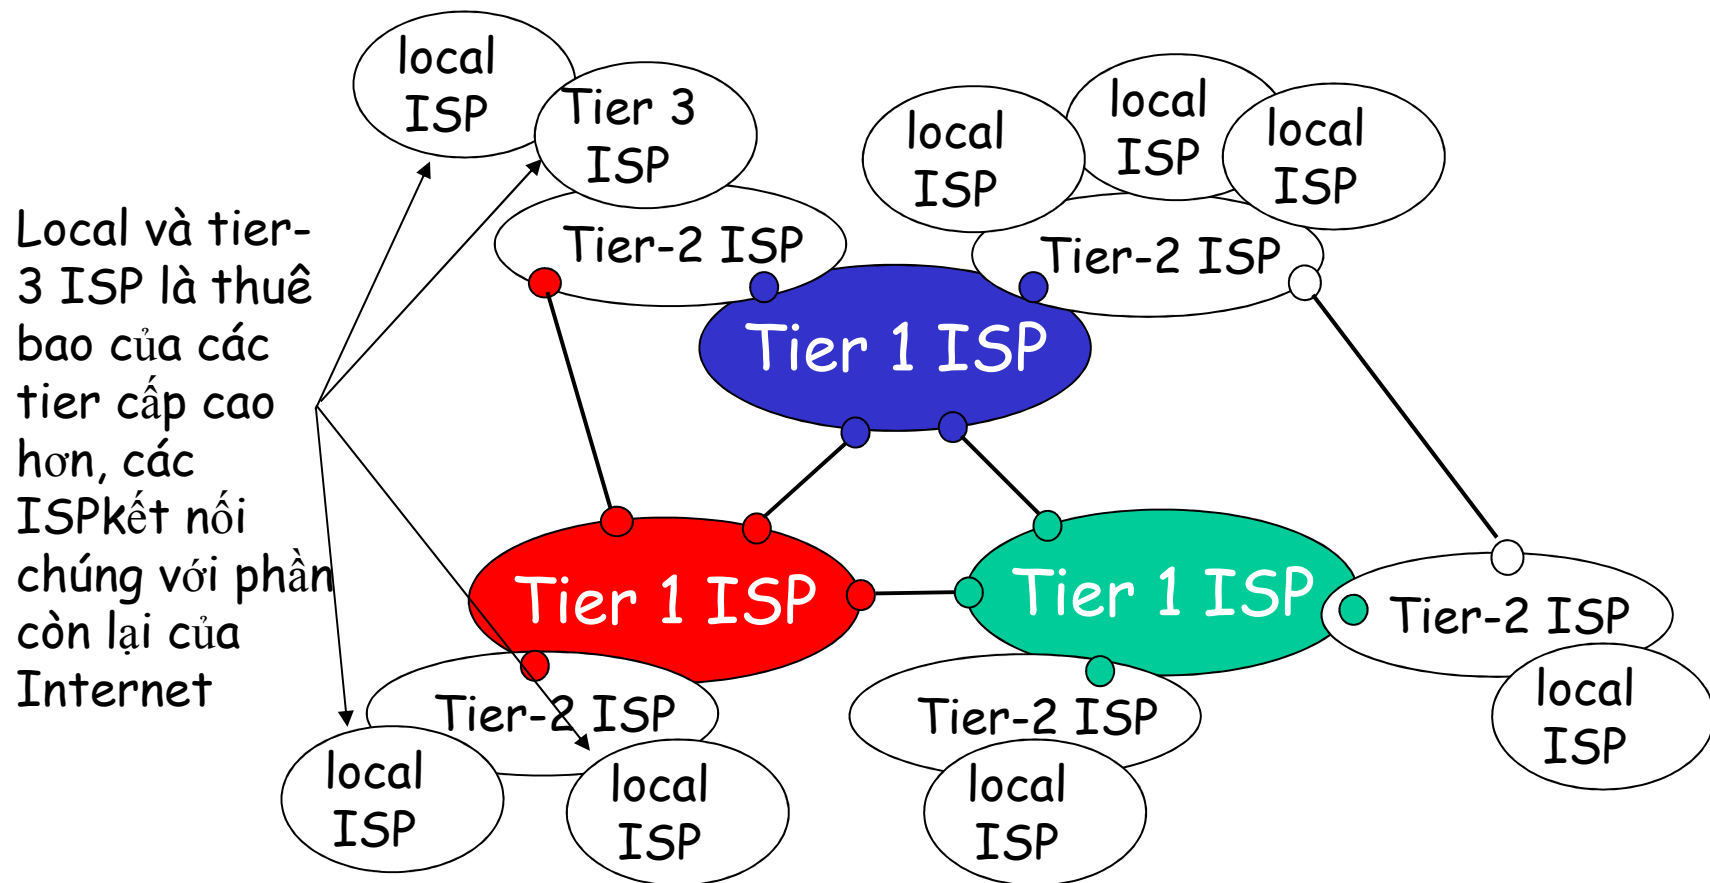 local
ISP
Tier 3
ISP
local
ISP
local
ISP
local
ISP
Local và tier-
3 ISP là thuê
bao của các
tier cấp cao
hơn, các
ISPkết nối
chúng với phần
còn lại của
Internet
Tier-2 ISP
Tier-2 ISP
Tier 1 ISP
Tier 1 ISP
Tier 1 ISP
Tier-2 ISP
local
ISP
Tier-2 ISP
Tier-2 ISP
local
ISP
local
ISP
local
ISP